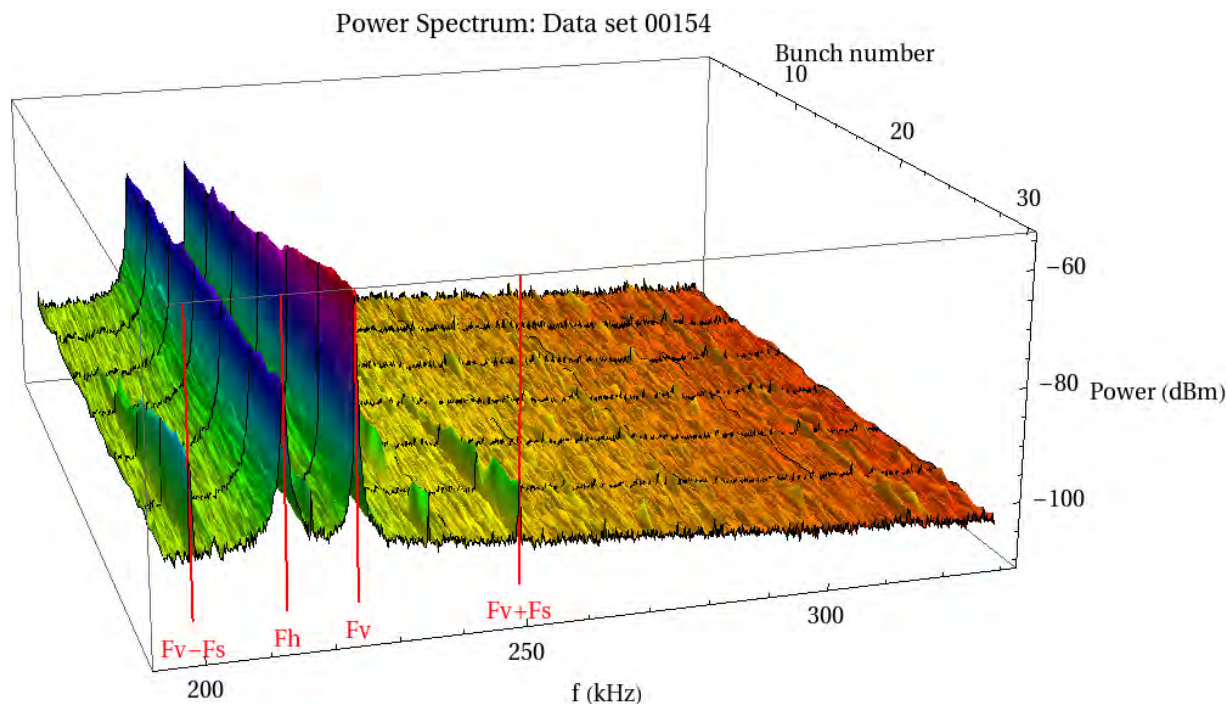 Power Spectrum: Data set 00154
Bunch number
10
20
30
−60
−80
Power (dBm)
−100
300
250
200
Fv−Fs
Fh
Fv
Fv+Fs
f (kHz)